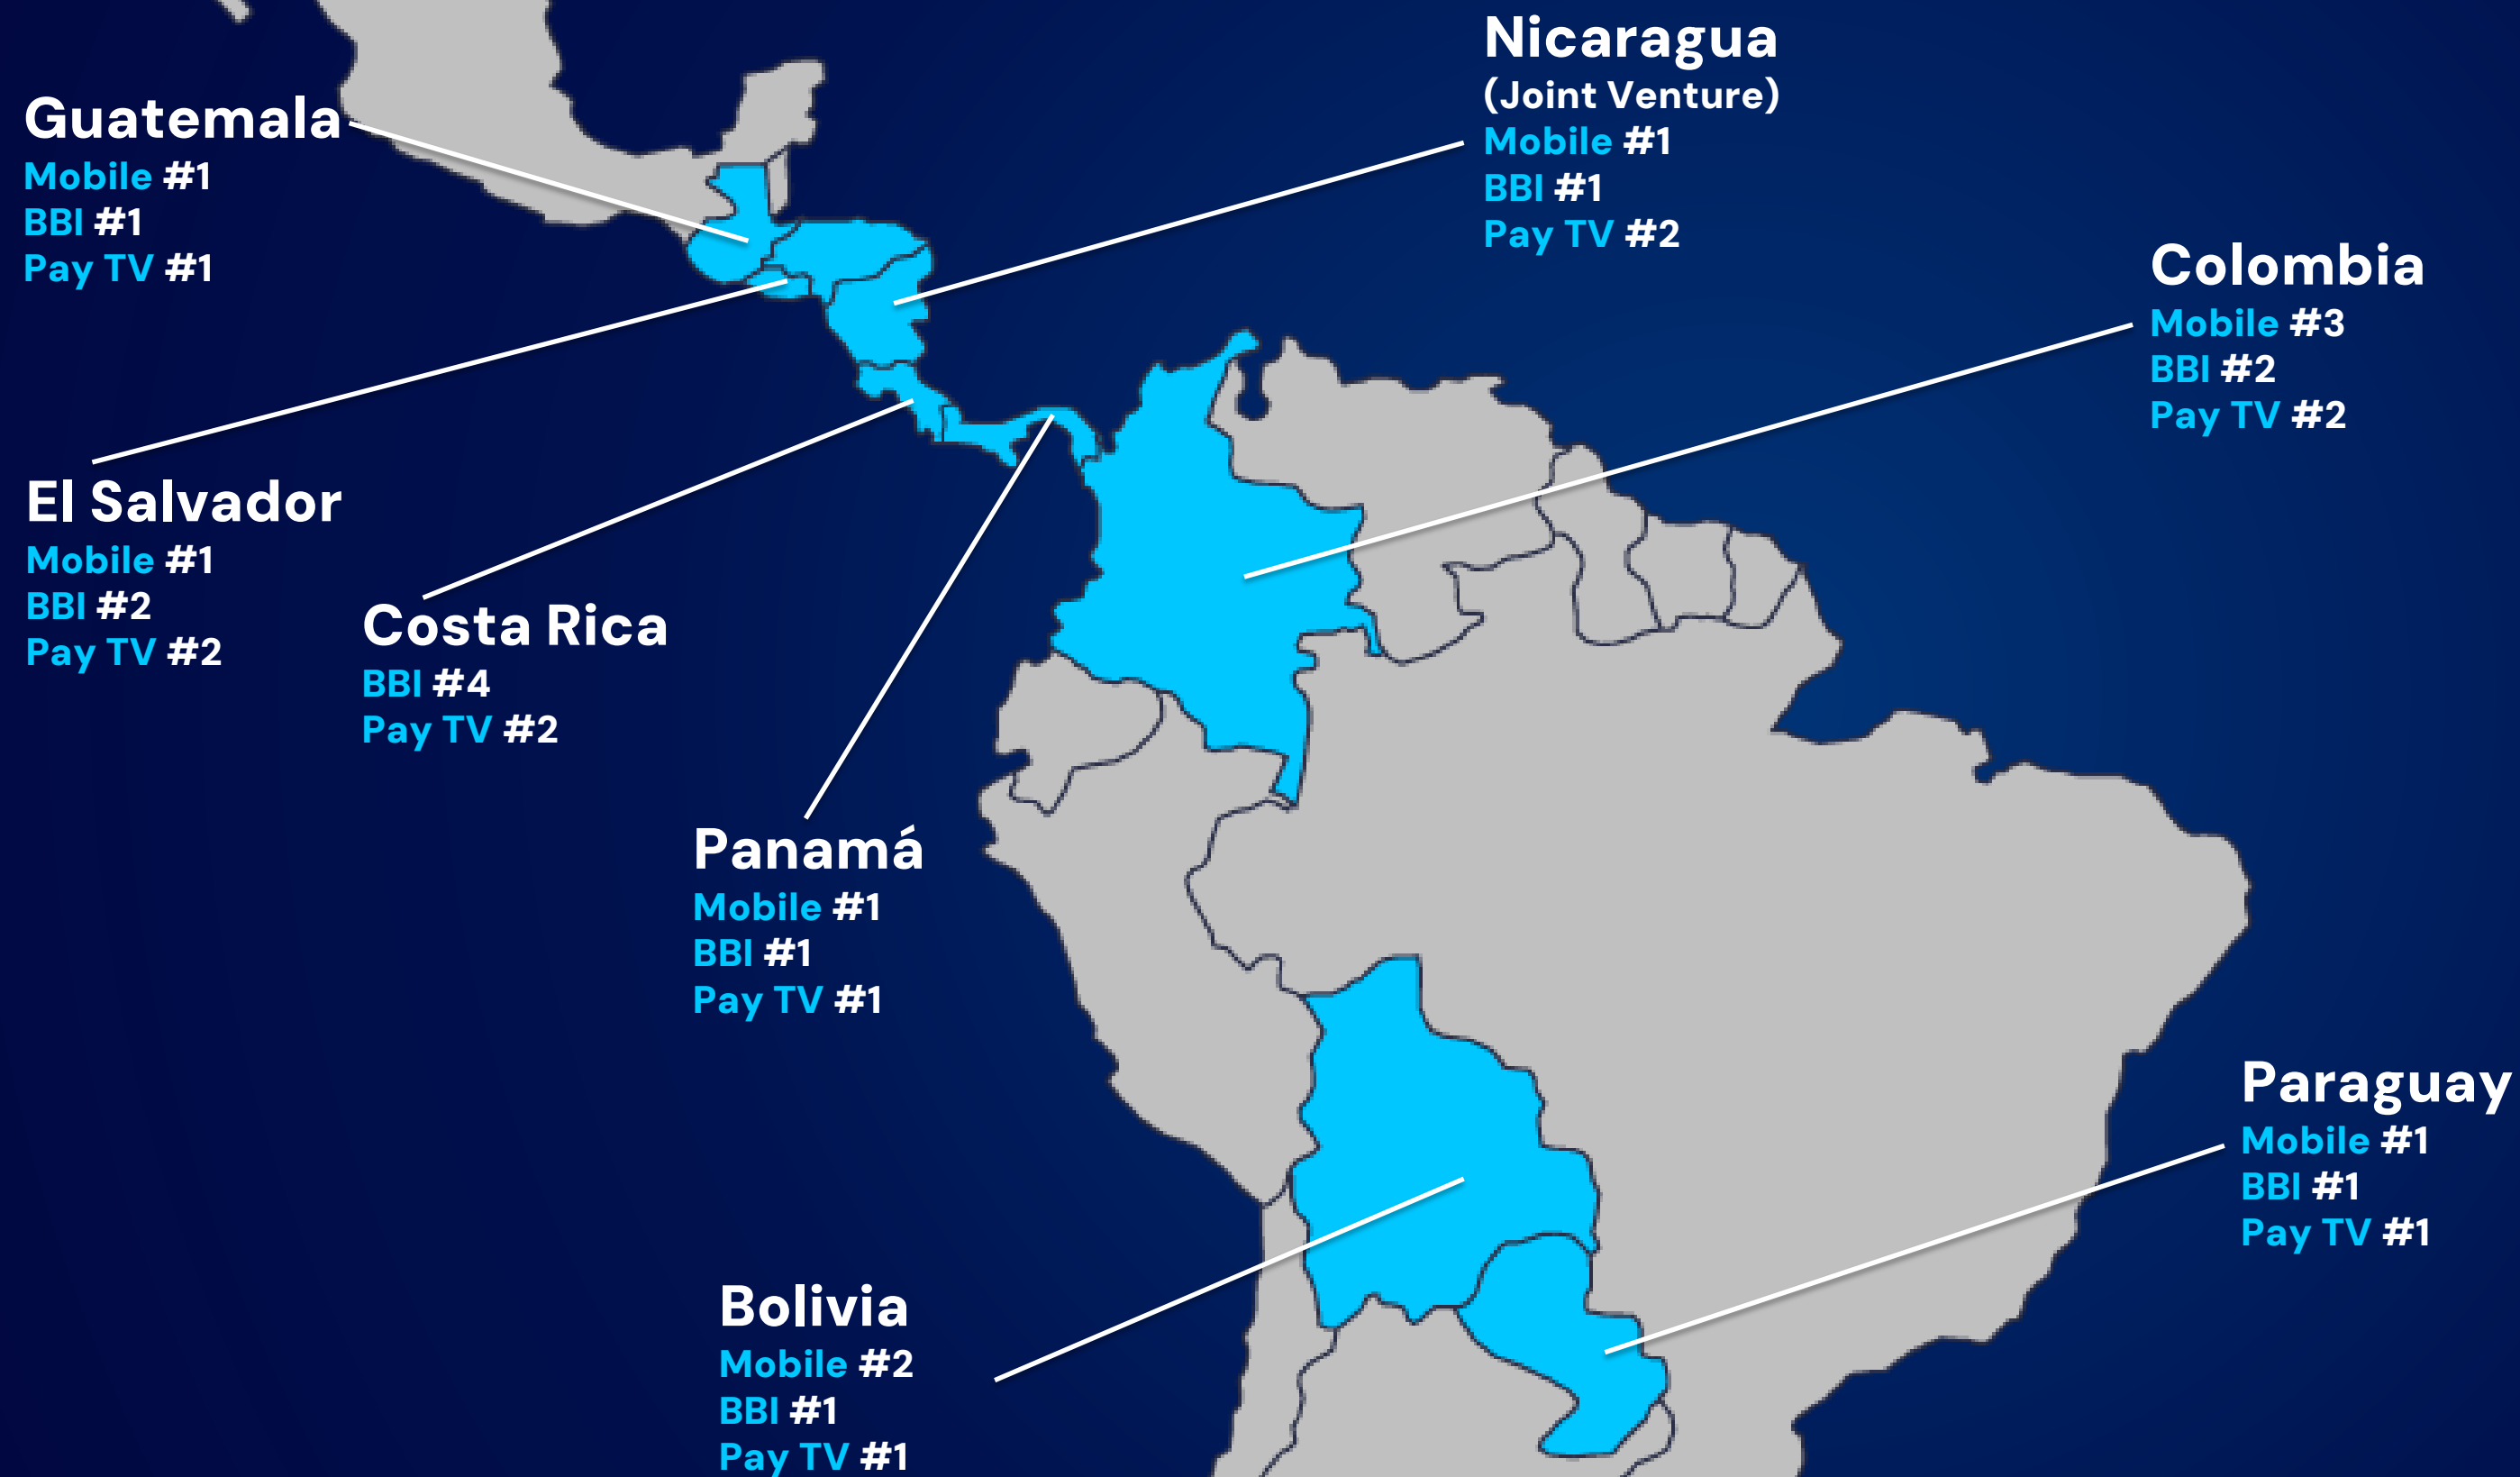 Guatemala
Mobile #1
BBI #1
Pay TV #1
Nicaragua
(Joint Venture)
Mobile #1
BBI #1
Pay TV #2
Colombia
Mobile #3
BBI #2
Pay TV #2
El Salvador
Mobile #1
BBI #2
Pay TV #2
Costa Rica
BBI #4
Pay TV #2
Panamá
Mobile #1
BBI #1
Pay TV #1
Paraguay
Mobile #1
BBI #1
Pay TV #1
Bolivia
Mobile #2
BBI #1
Pay TV #1